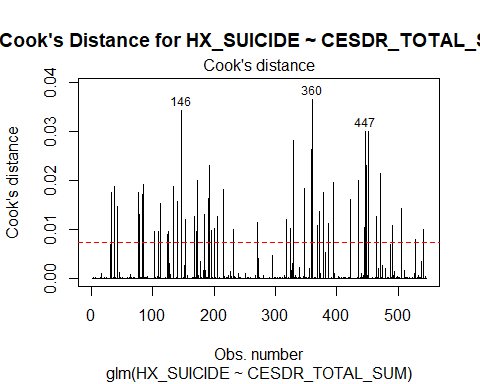 Cook's Distance for HX_SUICIDE ~ CESDR_TOTAL_S
Cook's distance
Cook's distance
0.04
0.03
0.02
0.01
0.00
146
360
447
0 100 200 300 400 500
Obs. number
glm(HX_SUICIDE ~ CESDR_TOTAL_SUM)